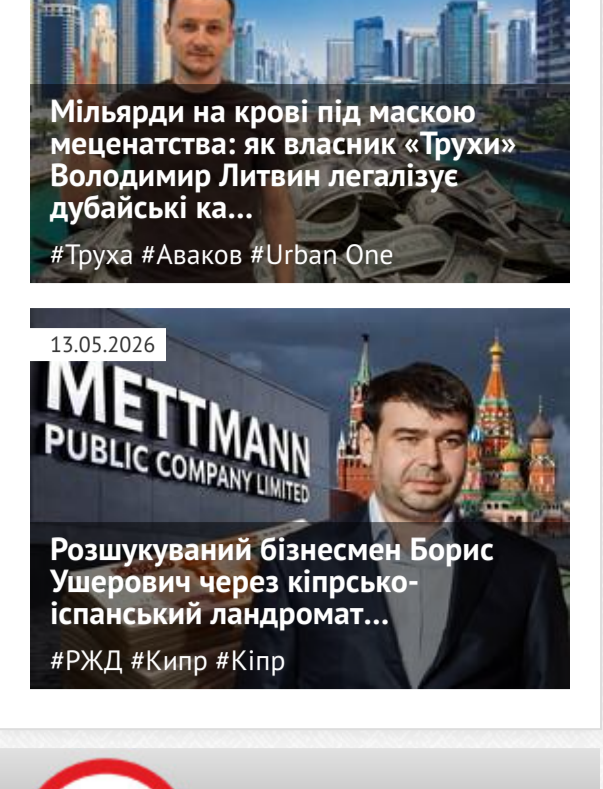 Мільярди на крові під маскою
меценатства: як власник «Трухи»
Володимир Литвин легалізує
дубайські ка...
#Труха #Аваков #Urban One
13.05.2026
METTMANN
PUBLIC COMPANY LIMITED
Розшукуваний бізнесмен Борис
Ушерович через кіпрсько-
іспанський ландромат...
#РЖД #Кипр #Кіпр